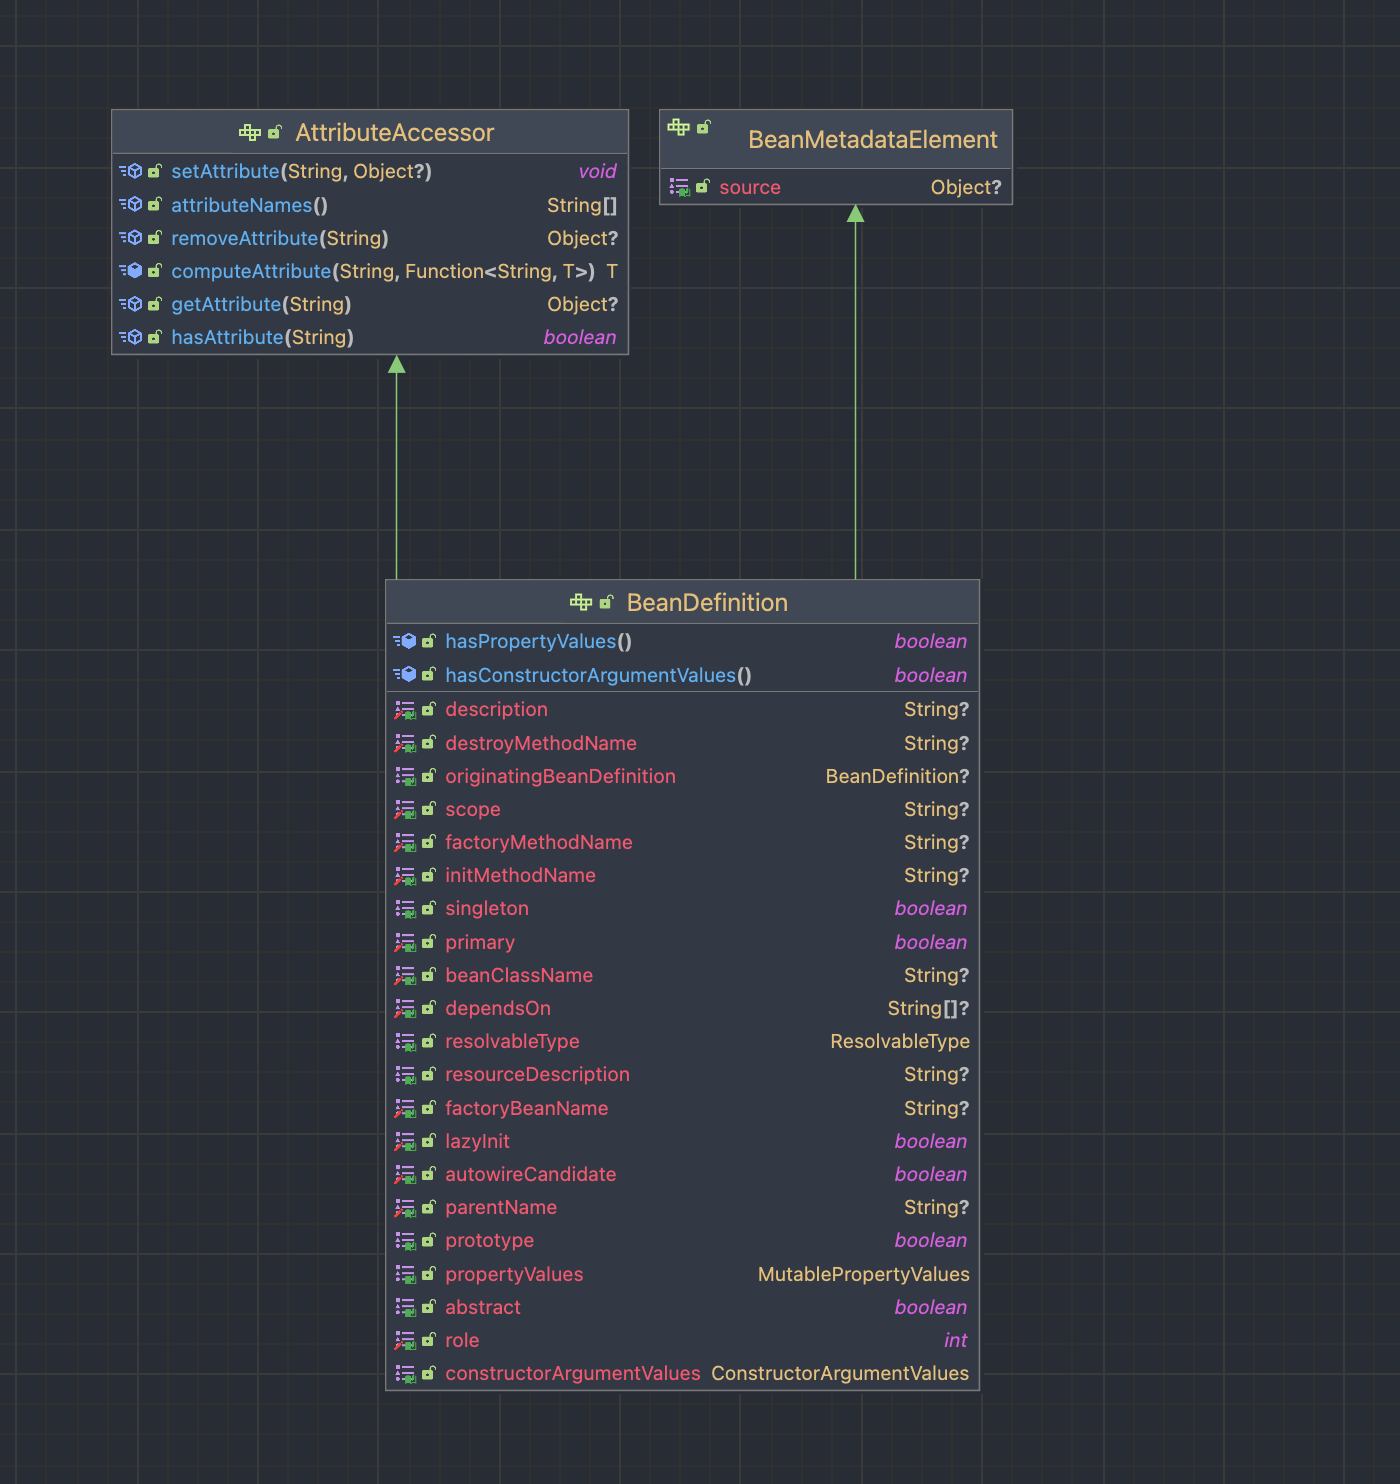 AttributeAccessor
setAttribute(String, Object?) void
attributeNames() String[]
removeAttribute(String) Object?
computeAttribute(String, Function<String, T>) T
getAttribute(String) Object?
hasAttribute(String) boolean
BeanMetadataElement
source Object?
BeanDefinition
hasPropertyValues() boolean
hasConstructorArgumentValues() boolean
description String?
destroyMethodName String?
originatingBeanDefinition BeanDefinition?
scope String?
factoryMethodName String?
initMethodName String?
singleton boolean
primary boolean
beanClassName String?
dependsOn String[]?
resolvableType ResolvableType
resourceDescription String?
factoryBeanName String?
lazyInit boolean
autowireCandidate boolean
parentName String?
prototype boolean
propertyValues MutablePropertyValues
abstract boolean
role int
constructorArgumentValues ConstructorArgumentValues